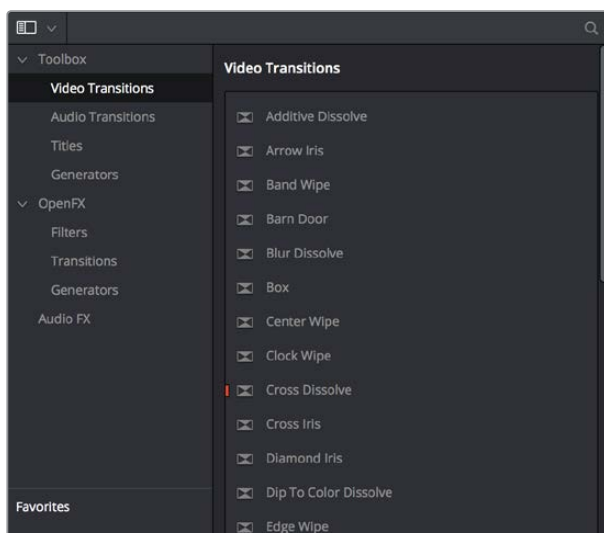 Toolbox
Video Transitions
Audio Transitions
Titles
Generators
OpenFX
Filters
Transitions
Generators
Audio FX
Favorites
Video Transitions
Additive Dissolve
Arrow Iris
Band Wipe
Barn Door
Blur Dissolve
Box
Center Wipe
Clock Wipe
Cross Dissolve
Cross Iris
Diamond Iris
Dip To Color Dissolve
Edge Wipe